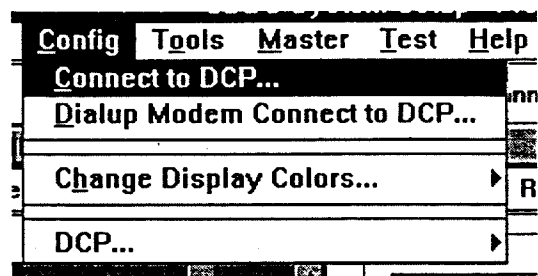 Config Tools Master Test Help
Connect to DCP...
Dialup Modem Connect to DCP...
Change Display Colors...
DCP...